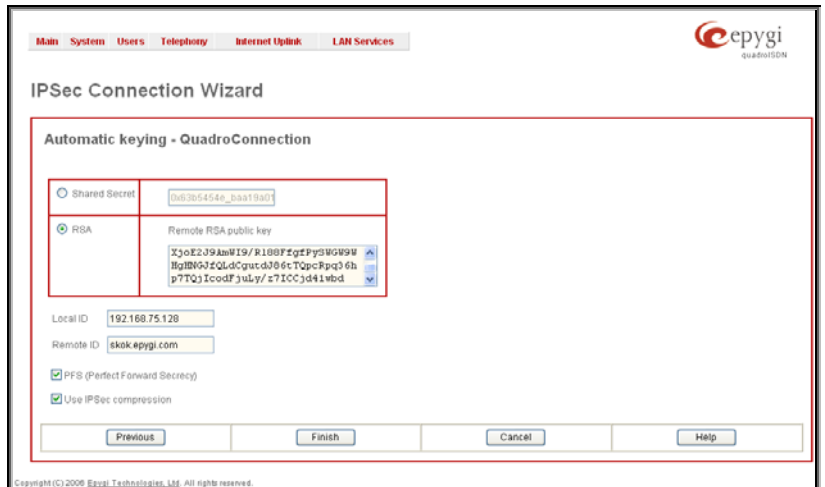 Main System Users Telephony Internet Uplink LAN Services
epygi
quadroISDN
IPSec Connection Wizard
Automatic keying - QuadroConnection
Shared Secret 0x63b5454e_baa19a01
RSA Remote RSA public key
XjoE2J9AmWI9/R188FfgfPySWGW9W
HgHNGJfQLdCgutdJ86tTQpcRpq36h
p7TQjIcodFjuLy/z7ICCjd41wbd
Local ID 192.168.75.128
Remote ID skok.epygi.com
PFS (Perfect Forward Secrecy)
Use IPSec compression
Previous Finish Cancel Help
Copyright (C) 2006 Epygi Technologies, Ltd. All rights reserved.